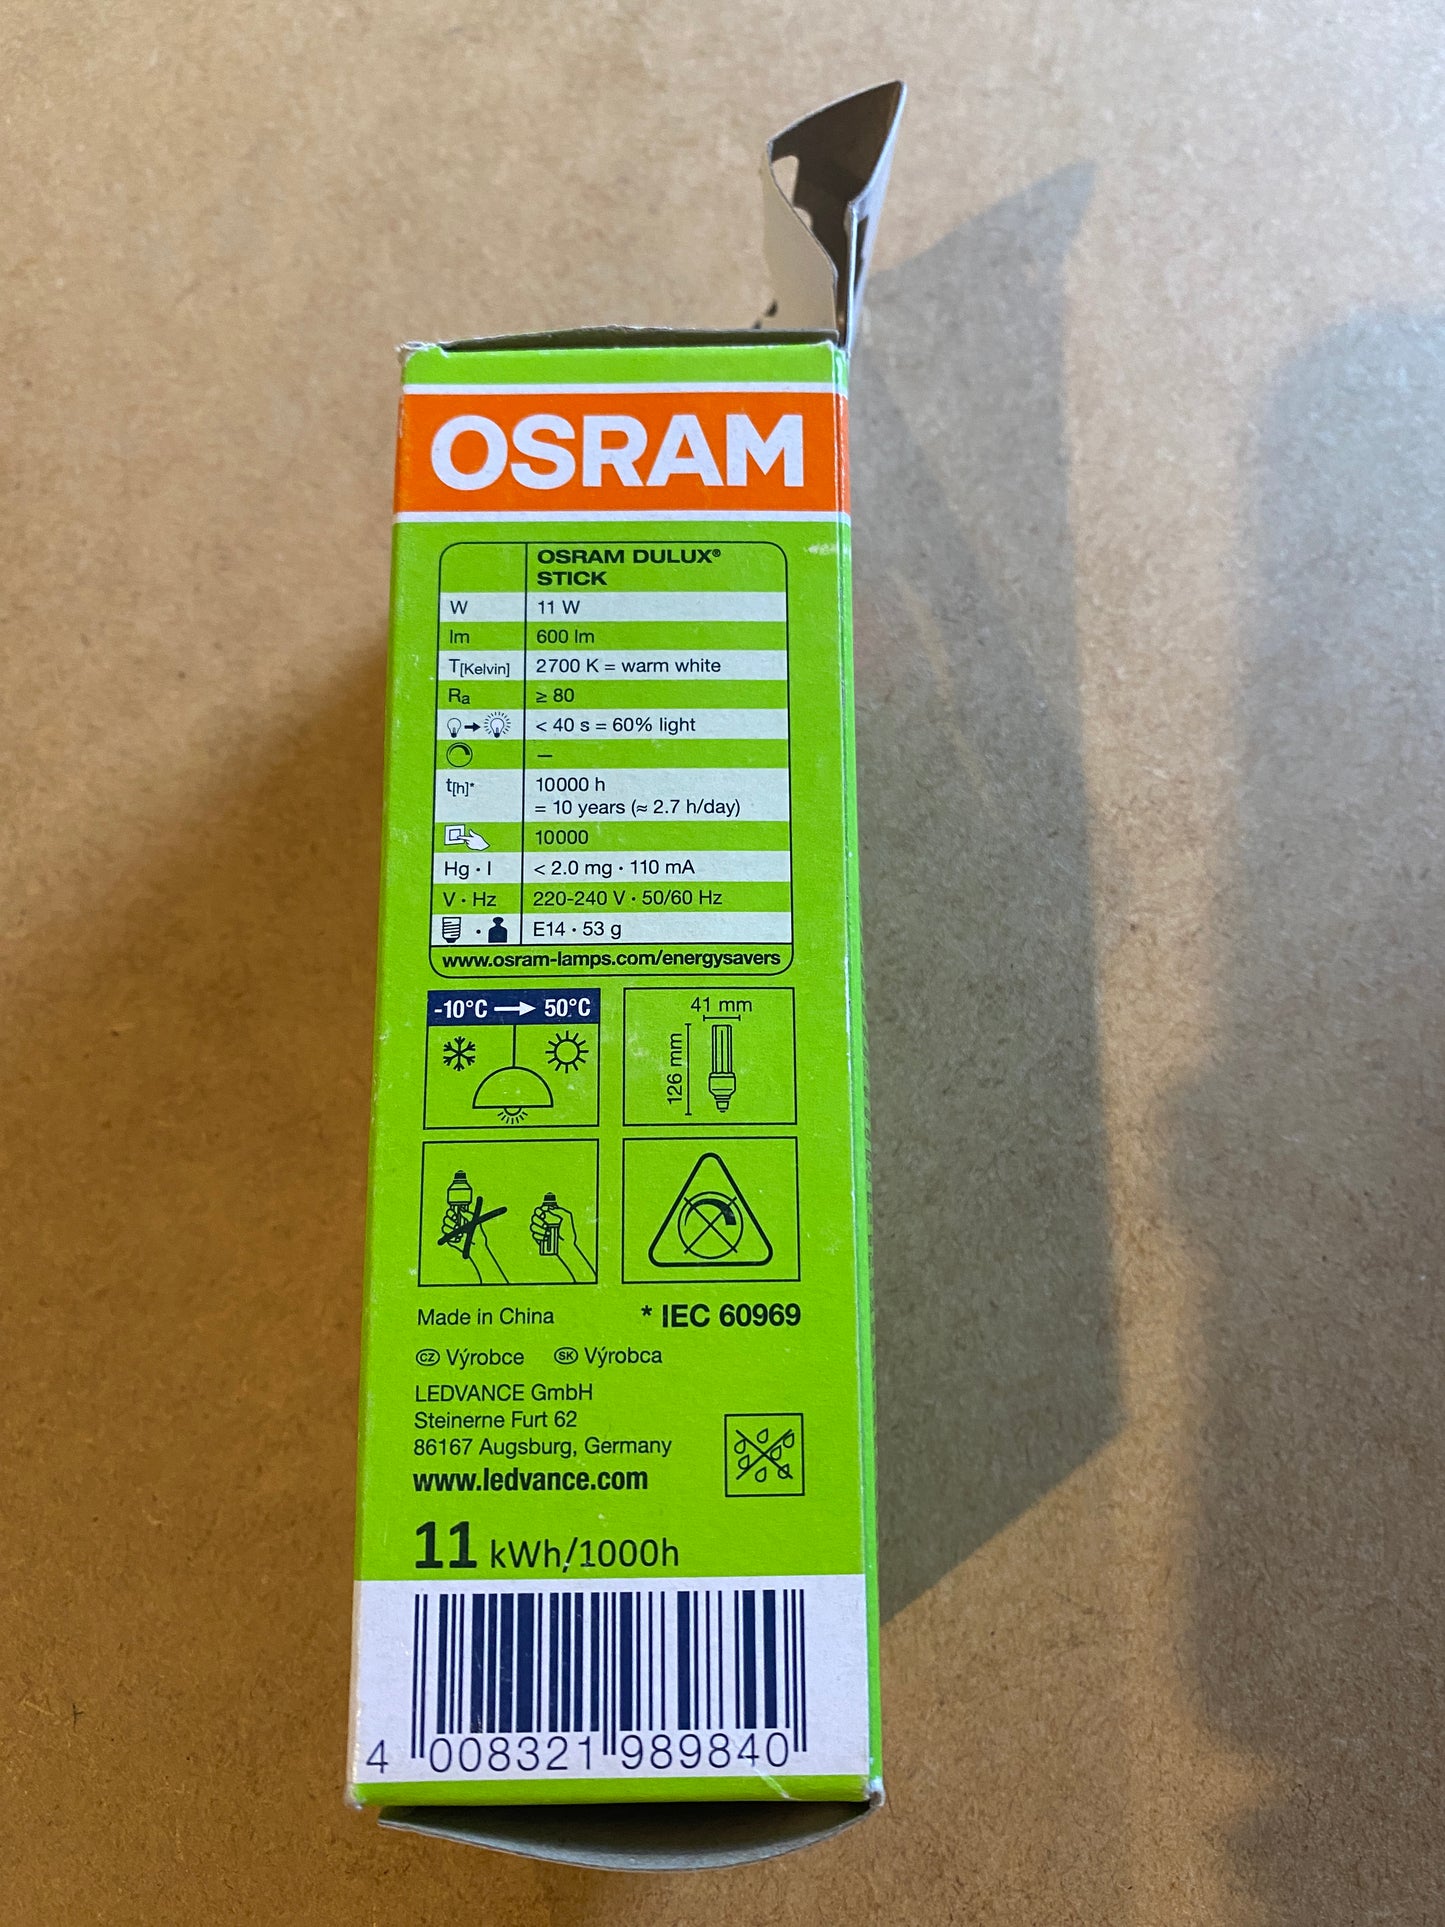 OSRAM
OSRAM DULUX®
STICK
W 11 W
lm 600 lm
T[Kelvin] 2700 K = warm white
Ra ≥ 80
< 40 s = 60% light
–
t[h]* 10000 h
= 10 years (≈ 2.7 h/day)
10000
Hg · I < 2.0 mg · 110 mA
V · Hz 220-240 V · 50/60 Hz
· E14 · 53 g
www.osram-lamps.com/energysavers
-10°C → 50°C
41 mm
126 mm
Made in China * IEC 60969
CZ Výrobce SK Výrobca
LEDVANCE GmbH
Steinerne Furt 62
86167 Augsburg, Germany
www.ledvance.com
11 kWh/1000h
4 008321 989840